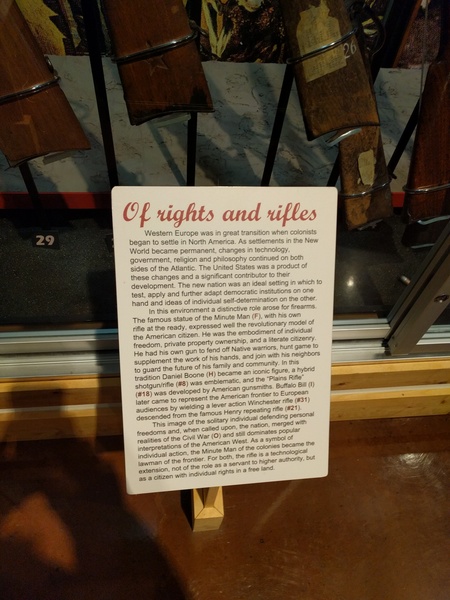 26
29
Of rights and rifles
Western Europe was in great transition when colonists
began to settle in North America. As settlements in the New
World became permanent, changes in technology,
government, religion and philosophy continued on both
sides of the Atlantic. The United States was a product of
these changes and a significant contributor to their
development. The new nation was an ideal setting in which to
test, apply and further adapt democratic institutions on one
hand and ideas of individual self-determination on the other.
In this environment a distinctive role arose for firearms.
The famous statue of the Minute Man (F), with his own
rifle at the ready, expressed well the revolutionary model of
the American citizen. He was the embodiment of individual
freedom, private property ownership, and a literate citizenry.
He had his own gun to fend off Native warriors, hunt game to
supplement the work of his hands, and join with his neighbors
to guard the future of his family and community. In this
tradition Daniel Boone (H) became an iconic figure, a hybrid
shotgun/rifle (#8) was emblematic, and the "Plains Rifle"
(#18) was developed by American gunsmiths. Buffalo Bill (I)
later came to represent the American frontier to European
audiences by wielding a lever action Winchester rifle (#31)
descended from the famous Henry repeating rifle (#21).
This image of the solitary individual defending personal
freedoms and, when called upon, the nation, merged with
realities of the Civil War (O) and still dominates popular
interpretations of the American West. As a symbol of
individual action, the Minute Man of the colonies became the
lawman of the frontier. For both, the rifle is a technological
extension, not of the role as a servant to higher authority, but
as a citizen with individual rights in a free land.